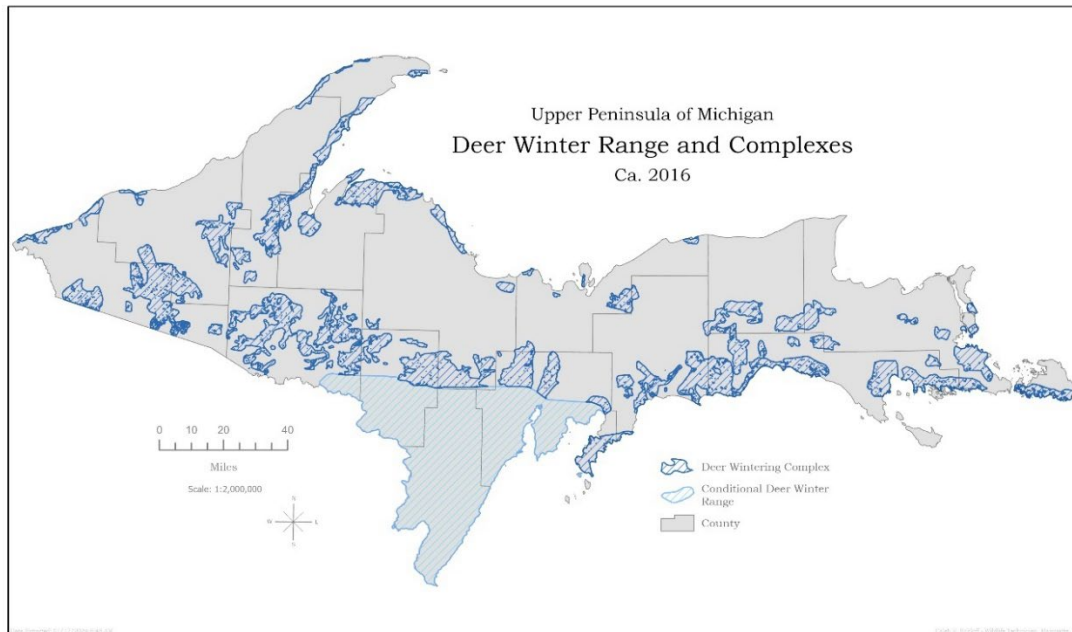 Upper Peninsula of Michigan
Deer Winter Range and Complexes
Ca. 2016
0 10 20 40
Miles
Scale: 1:2,000,000
N
W
S
Deer Wintering Complex
Conditional Deer Winter
Range
County